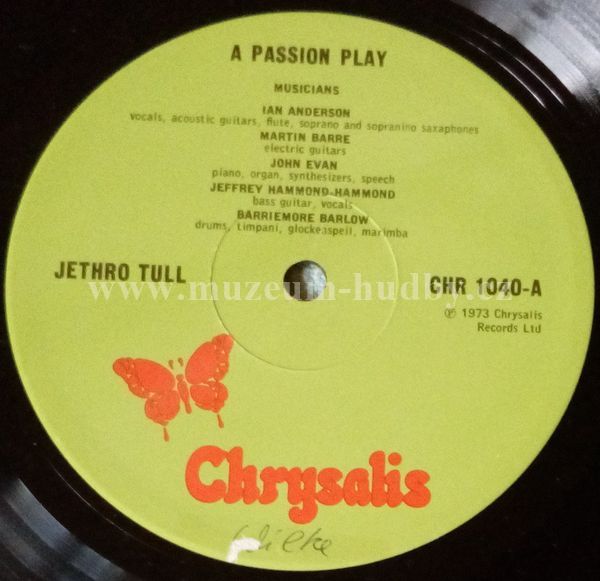 A PASSION PLAY
MUSICIANS
IAN ANDERSON
vocals, acoustic guitars, flute, soprano and sopranino saxophones
MARTIN BARRE
electric guitars
JOHN EVAN
piano, organ, synthesizers, speech
JEFFREY HAMMOND-HAMMOND
bass guitar, vocals
BARRIEMORE BARLOW
drums, timpani, glockenspeil, marimba
JETHRO TULL
CHR 1040-A
www.muzeum-hudby.cz
℗ 1973 Chrysalis
Records Ltd
Chrysalis